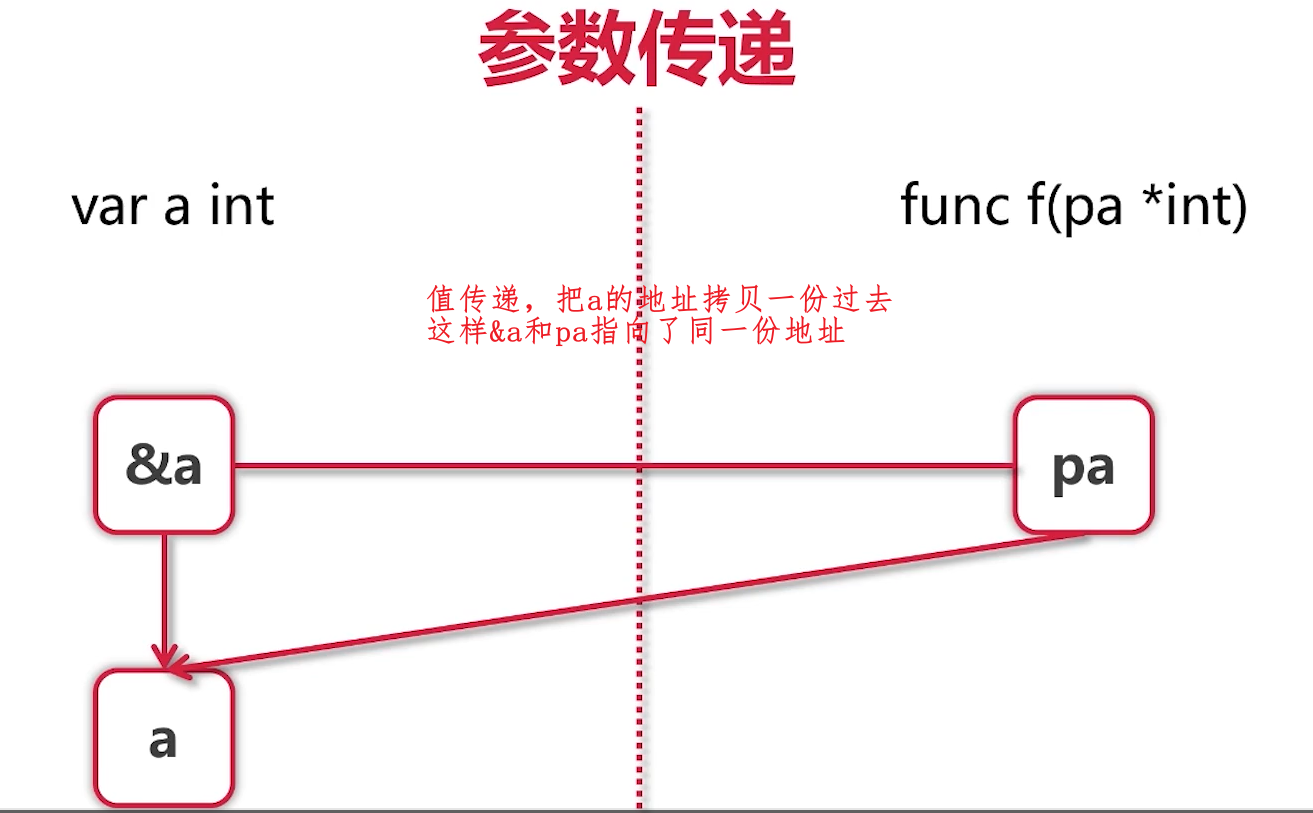 参数传递
var a int
func f(pa *int)
值传递，把a的地址拷贝一份过去
这样&a和pa指向了同一份地址
&a
pa
a